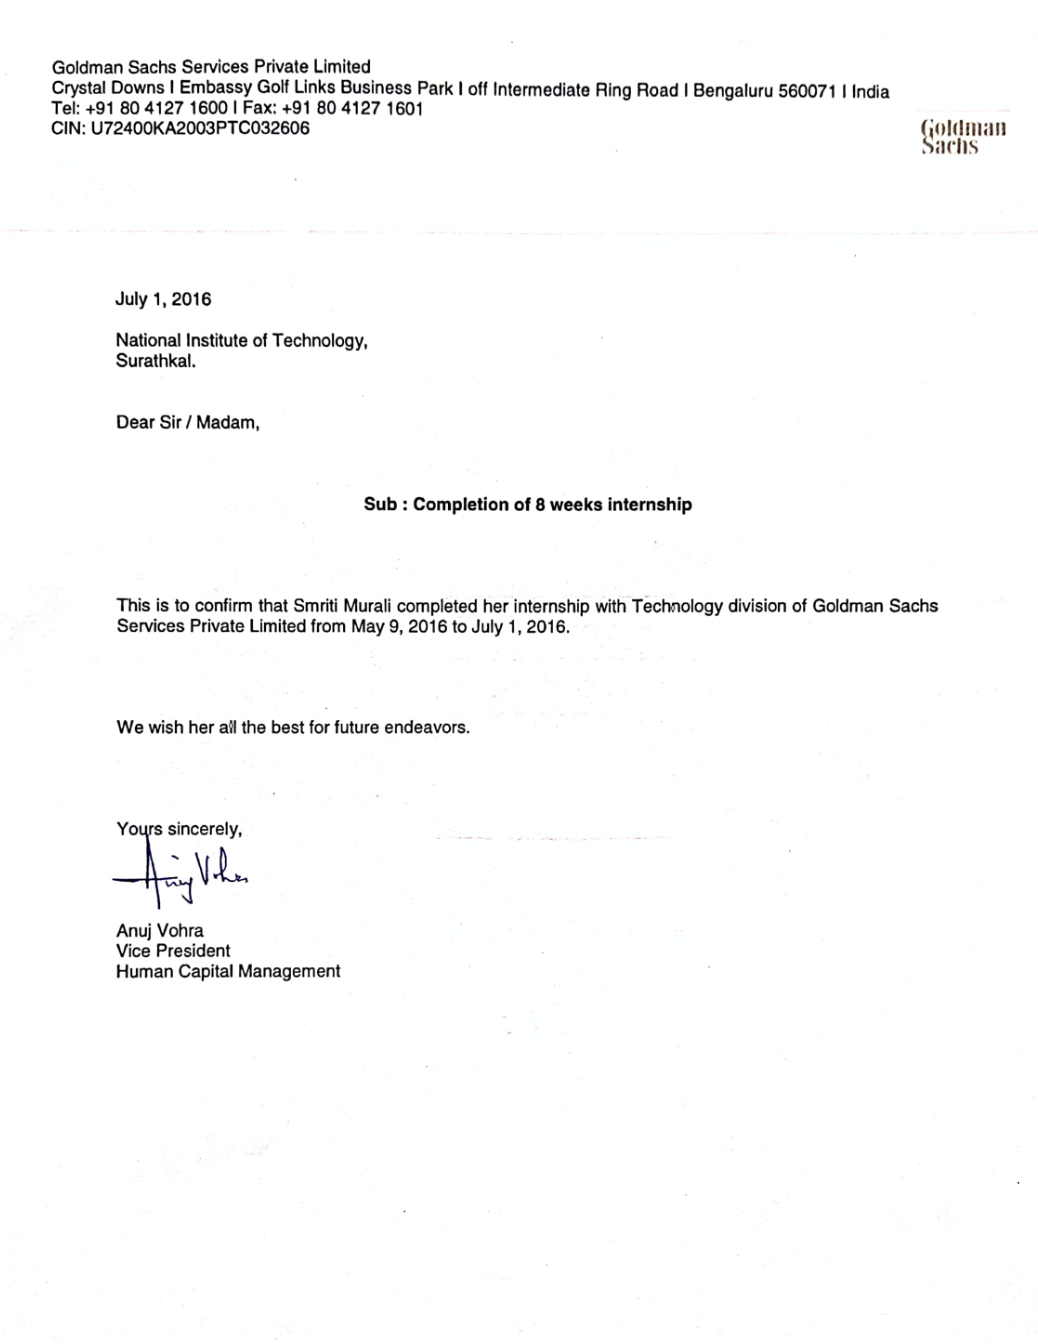 Goldman Sachs Services Private Limited
Crystal Downs I Embassy Golf Links Business Park I off Intermediate Ring Road I Bengaluru 560071 I India
Tel: +91 80 4127 1600 I Fax: +91 80 4127 1601
CIN: U72400KA2003PTC032606
Goldman
Sachs
July 1, 2016
National Institute of Technology,
Surathkal.
Dear Sir / Madam,
Sub : Completion of 8 weeks internship
This is to confirm that Smriti Murali completed her internship with Technology division of Goldman Sachs
Services Private Limited from May 9, 2016 to July 1, 2016.
We wish her all the best for future endeavors.
Yours sincerely,
Anuj Vohra
Anuj Vohra
Vice President
Human Capital Management